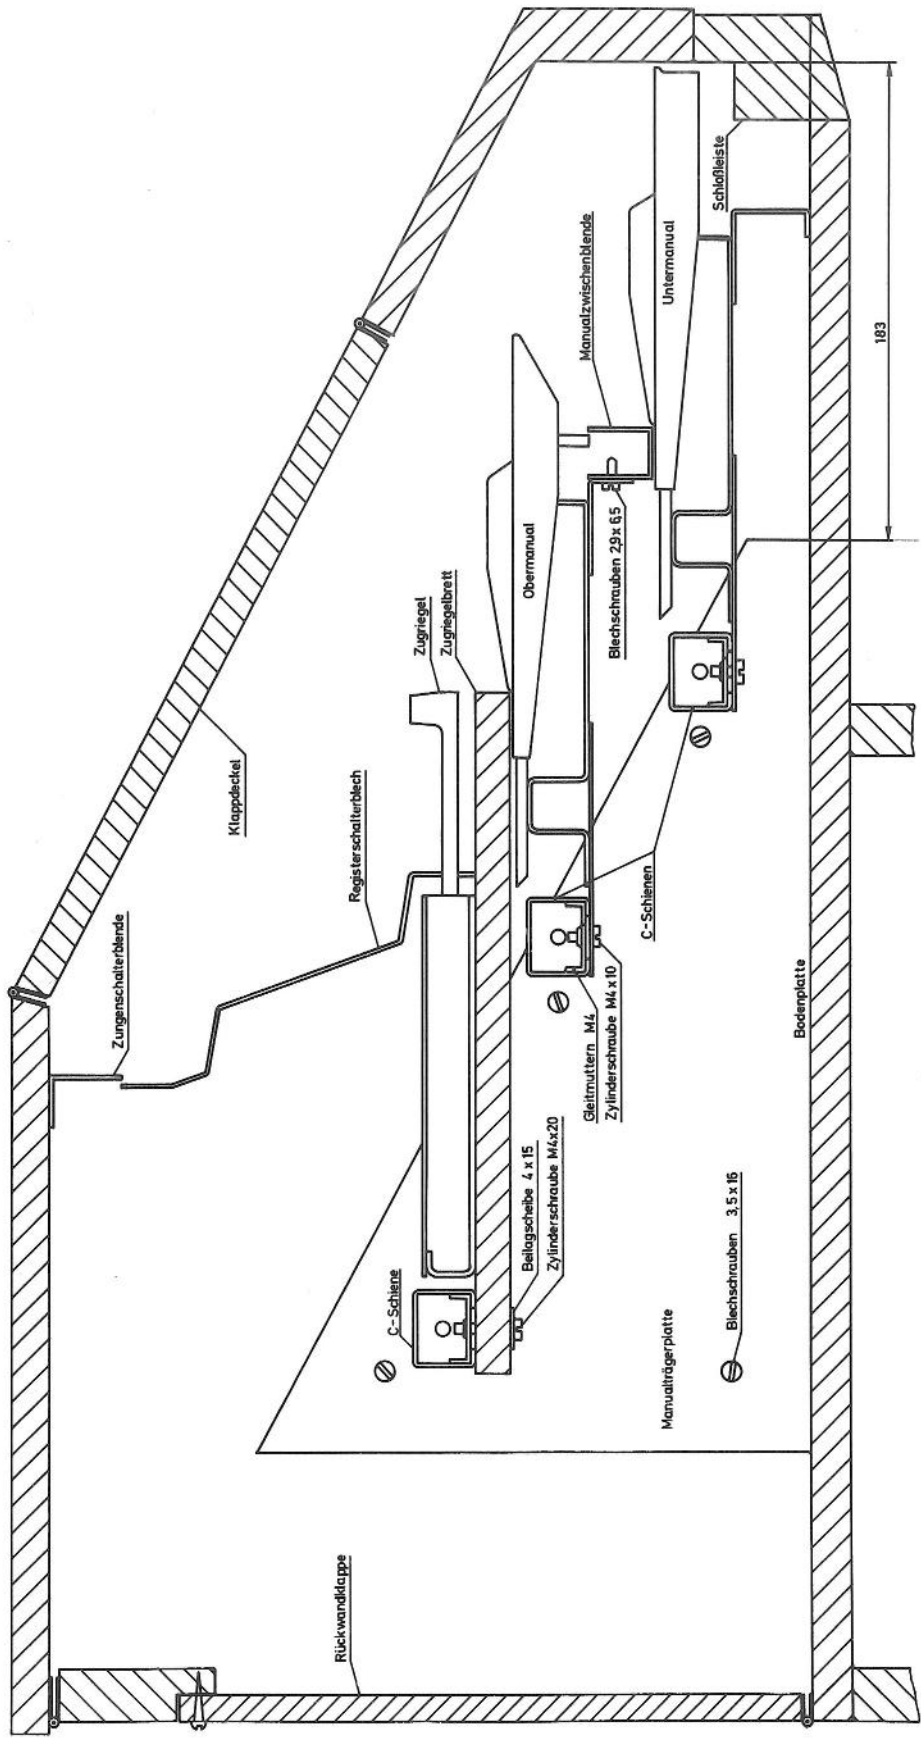 Zungenschalterblende
Klappdeckel
Registerschalterblech
Zugriegel
Zugriegelbrett
Obermanual
Manualzwischenblende
Untermanual
Schloßleiste
Blechschrauben 2,9 x 6,5
183
C-Schienen
Gleitmuttern M4
Zylinderschraube M4 x 10
Bodenplatte
C-Schiene
Beilagscheibe 4 x 15
Zylinderschraube M4x20
Blechschrauben 3,5 x 16
Manualträgerplatte
Rückwandklappe